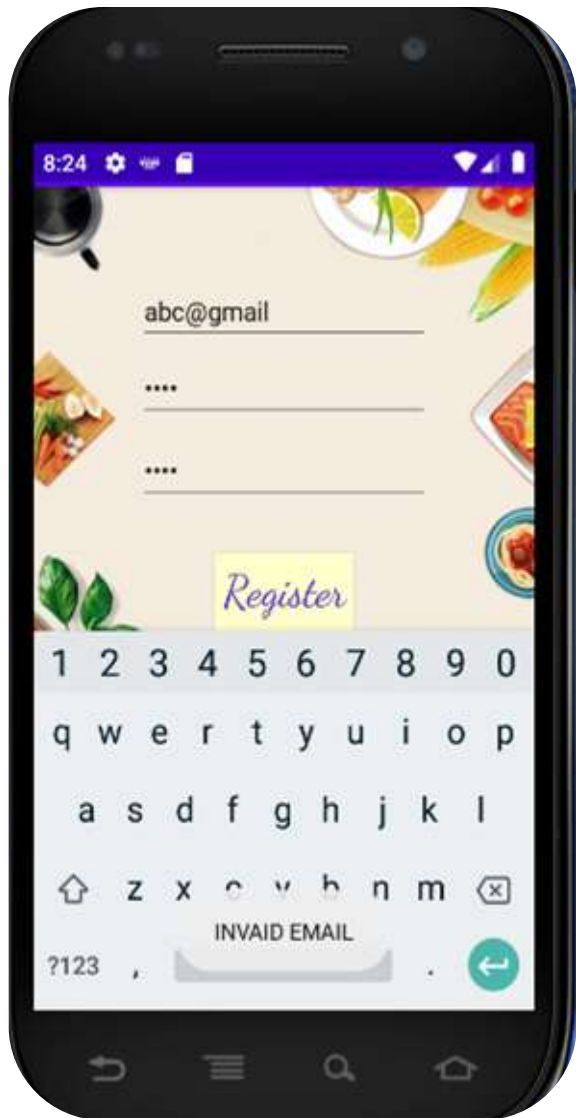 8:24
abc@gmail
••••
••••
Register
1 2 3 4 5 6 7 8 9 0
q w e r t y u i o p
a s d f g h j k l
z x c v b n m
INVAID EMAIL
?123 , .